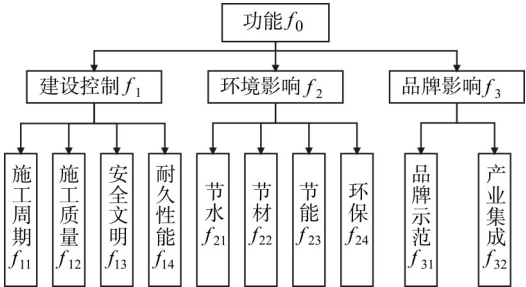 功能f0
建设控制f1
环境影响f2
品牌影响f3
施工周期f11
施工质量f12
安全文明f13
耐久性能f14
节水f21
节材f22
节能f23
环保f24
品牌示范f31
产业集成f32